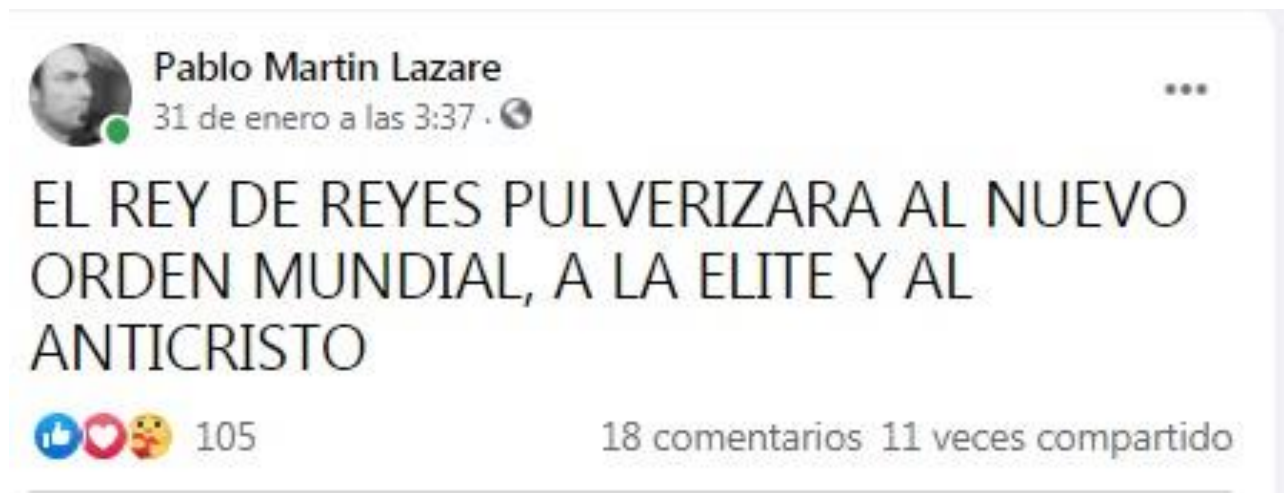 Pablo Martin Lazare
31 de enero a las 3:37 ·
EL REY DE REYES PULVERIZARA AL NUEVO
ORDEN MUNDIAL, A LA ELITE Y AL
ANTICRISTO
105 18 comentarios 11 veces compartido